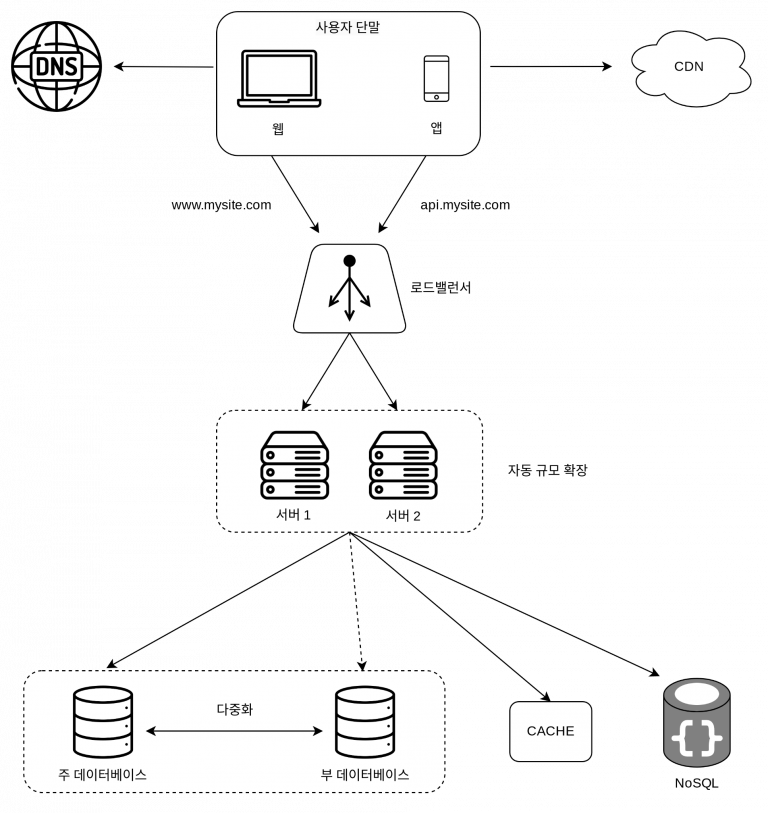 사용자 단말
DNS
CDN
웹
앱
www.mysite.com
api.mysite.com
로드밸런서
자동 규모 확장
서버 1
서버 2
다중화
주 데이터베이스
부 데이터베이스
CACHE
{}
NoSQL